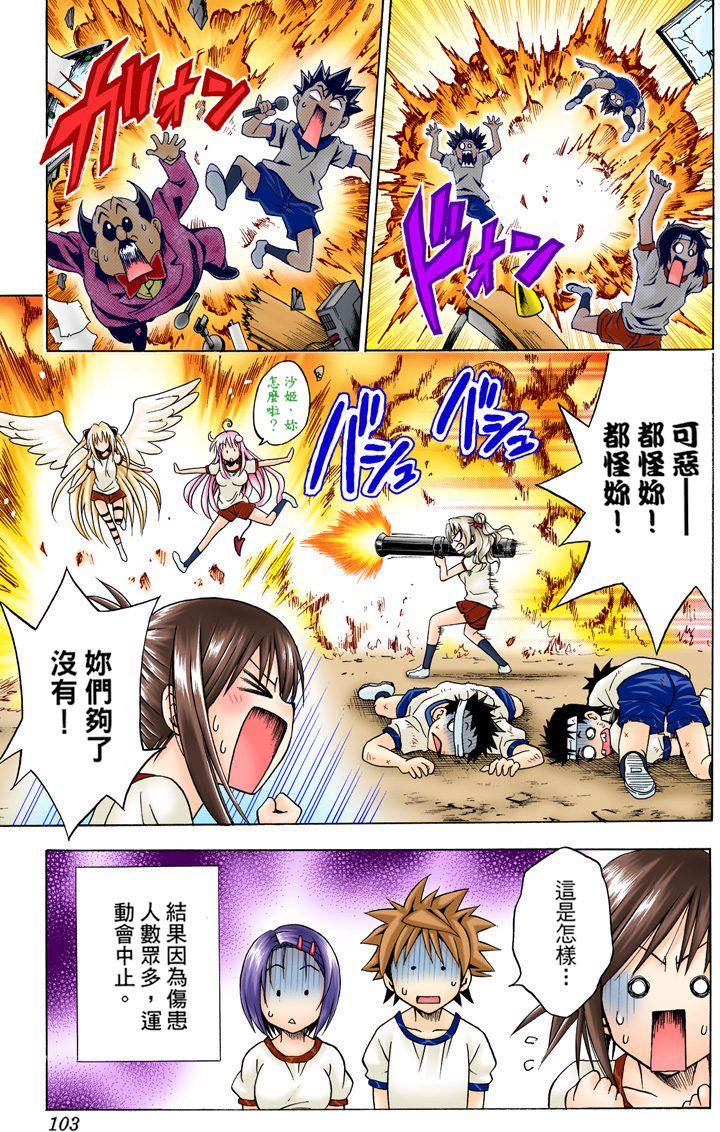 ドォン
ガォン
可惡——
都怪妳！
都怪妳！
バシュ
バシュ
沙姬，妳
怎麼啦？
妳們夠了
沒有！
這是怎樣…
結果因為傷患
人數眾多，運
動會中止。
103